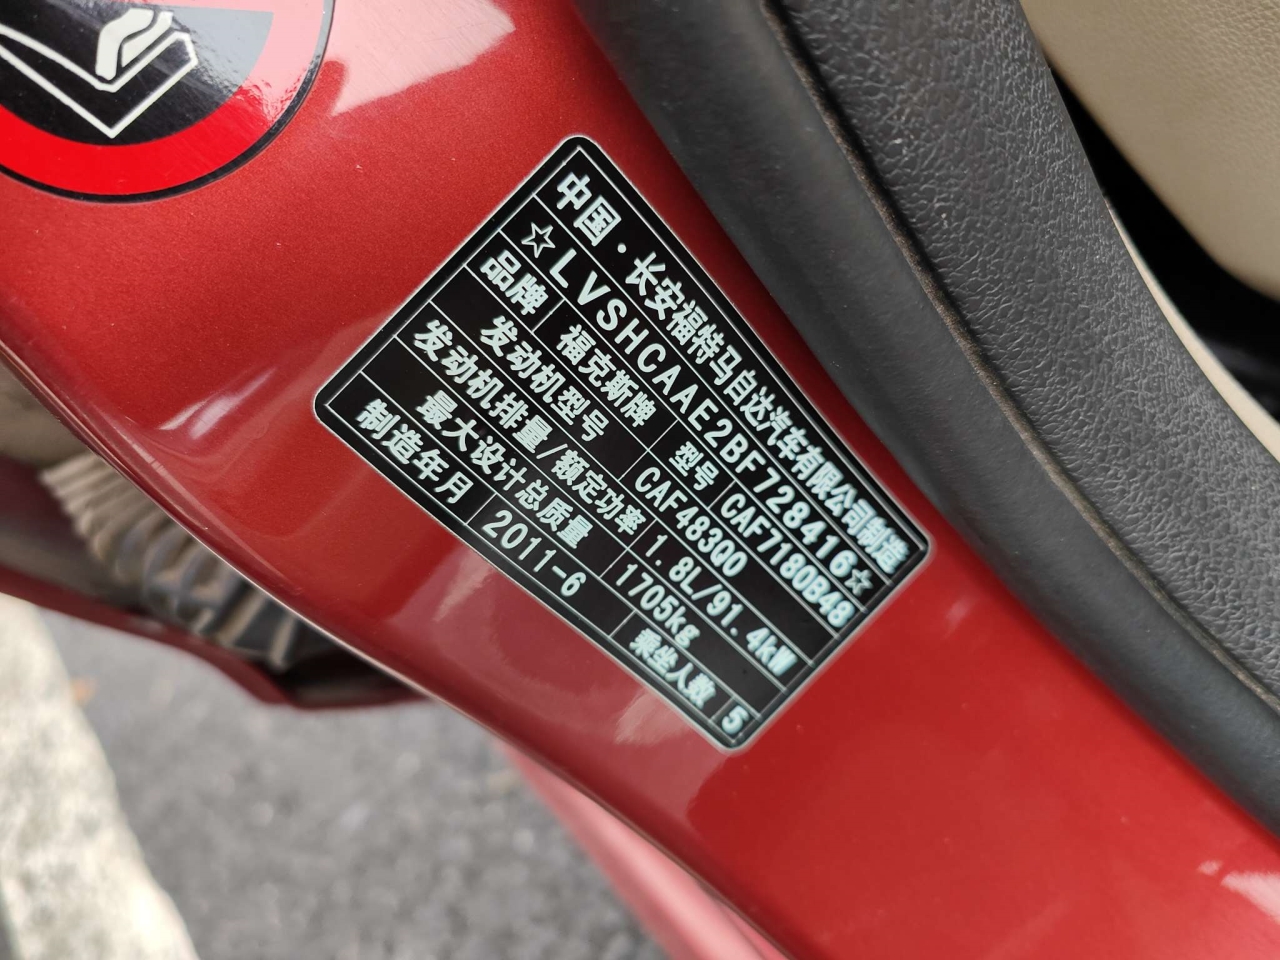 中国·长安福特马自达汽车有限公司制造
☆LVSHCAAE2BF728416☆
品牌 福克斯牌 型号 CAF7180B48
发动机型号 CAF483Q0
发动机排量/额定功率 1.8L/91.4kW
最大设计总质量 1705kg
制造年月 2011-6 乘坐人数 5